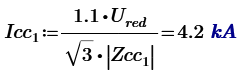 Icc₁ := (1.1 • U_red) / (√3 • |Zcc₁|) = 4.2 kA